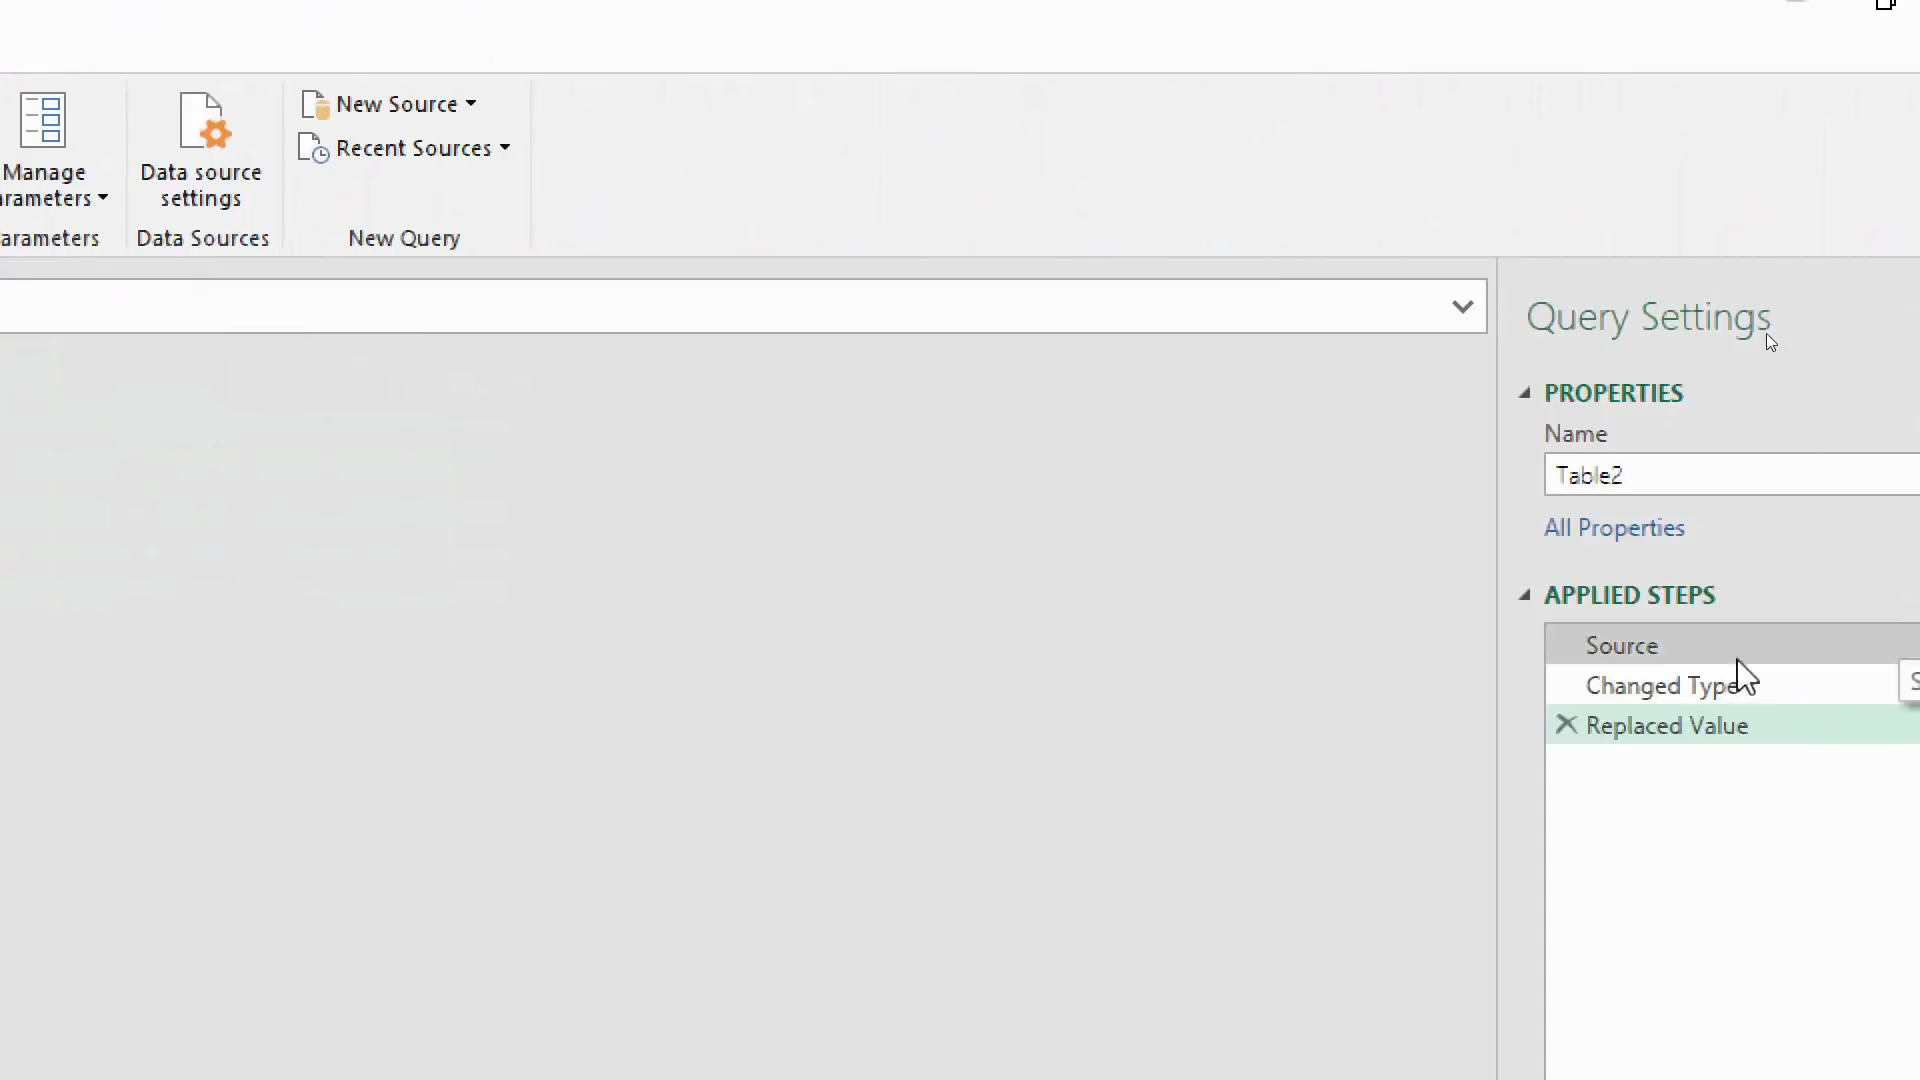 New Source
Recent Sources
Manage
arameters
Data source
settings
arameters
Data Sources
New Query
Query Settings
PROPERTIES
Name
Table2
All Properties
APPLIED STEPS
Source
Changed Type
Replaced Value